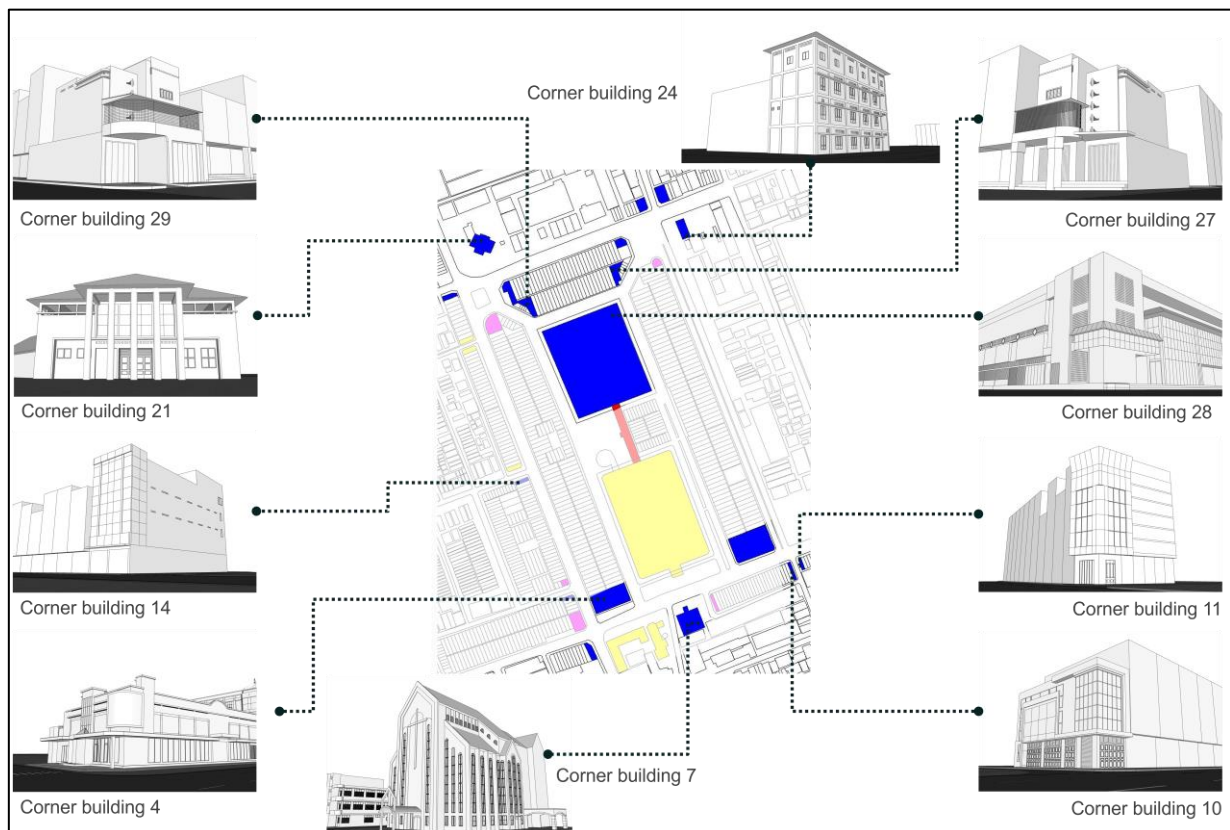 Corner building 24
Corner building 29
Corner building 27
Corner building 21
Corner building 28
Corner building 14
Corner building 11
Corner building 4
Corner building 7
Corner building 10